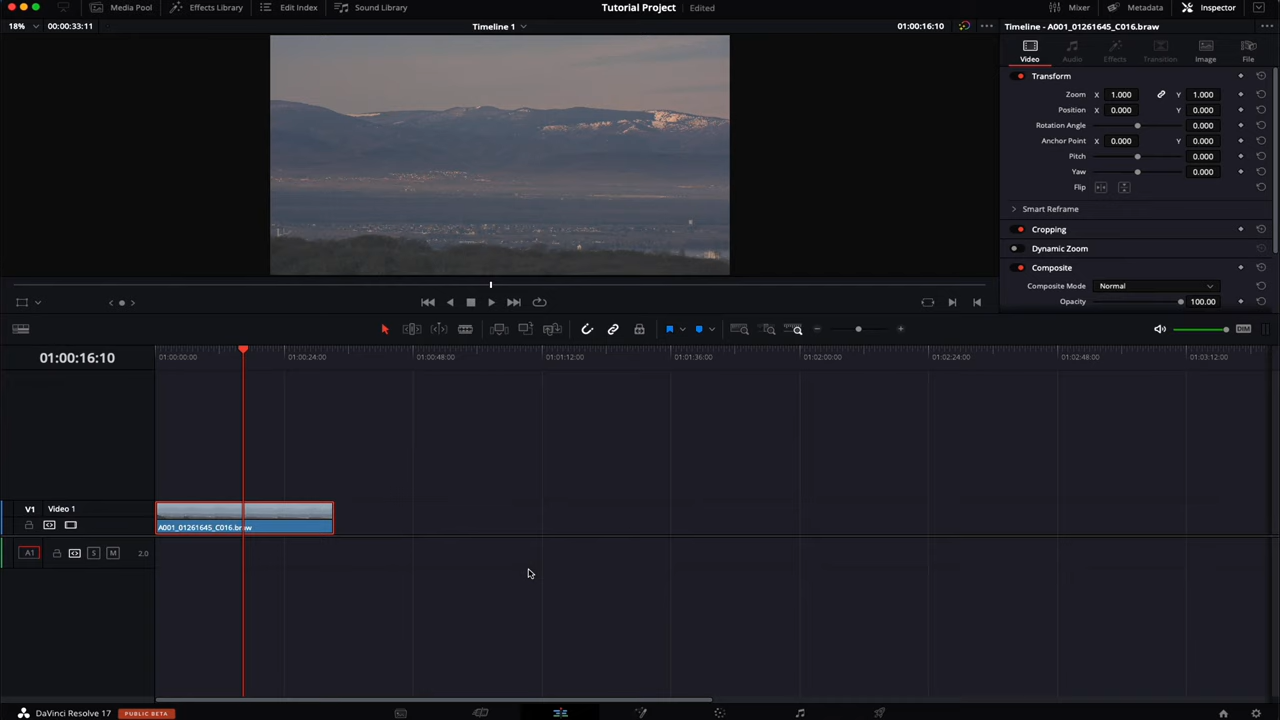 Media Pool
Effects Library
Edit Index
Sound Library
Tutorial Project
Edited
Mixer
Metadata
Inspector
18%
00:00:33:11
Timeline 1
01:00:16:10
Timeline - A001_01261645_C016.braw
Video
Audio
Effects
Transition
Image
File
Transform
Zoom X 1.000 Y 1.000
Position X 0.000 Y 0.000
Rotation Angle 0.000
Anchor Point X 0.000 Y 0.000
Pitch 0.000
Yaw 0.000
Flip
Smart Reframe
Cropping
Dynamic Zoom
Composite
Composite Mode Normal
Opacity 100.00
DIM
01:00:16:10
01:00:00:00
01:00:24:00
01:00:48:00
01:01:12:00
01:01:36:00
01:02:00:00
01:02:24:00
01:02:48:00
01:03:12:00
V1 Video 1
A001_01261645_C016.braw
A1 S M 2.0
DaVinci Resolve 17 PUBLIC BETA